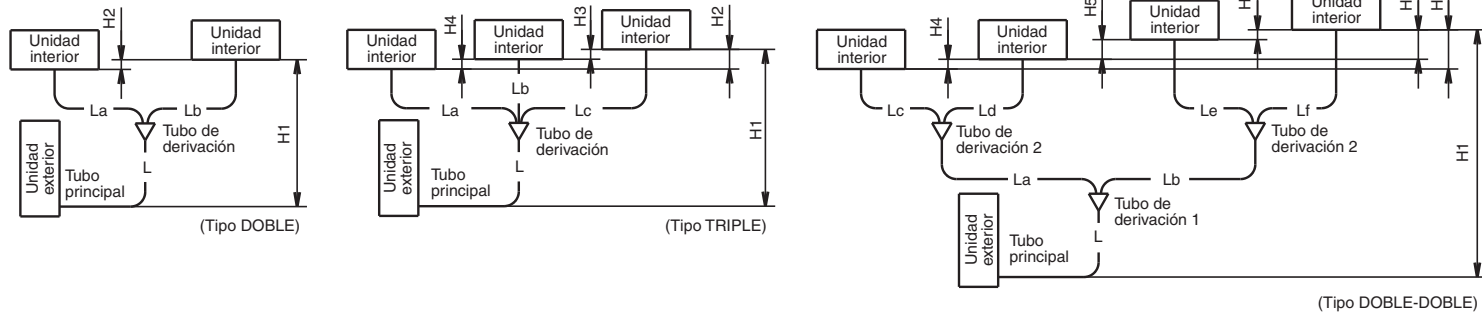 H2
Unidad
interior
Unidad
interior
La
Lb
Tubo de
derivación
H1
Unidad
exterior
Tubo
principal
L
(Tipo DOBLE)
H4
H3
H2
Unidad
interior
Unidad
interior
Unidad
interior
Lb
La
Lc
Tubo de
derivación
H1
Unidad
exterior
Tubo
principal
L
(Tipo TRIPLE)
H4
Unidad
interior
Unidad
interior
Unidad
interior
Unidad
interior
Lc
Ld
Le
Lf
Tubo de
derivación 2
Tubo de
derivación 2
H1
La
Lb
Tubo de
derivación 1
Unidad
exterior
Tubo
principal
L
(Tipo DOBLE-DOBLE)